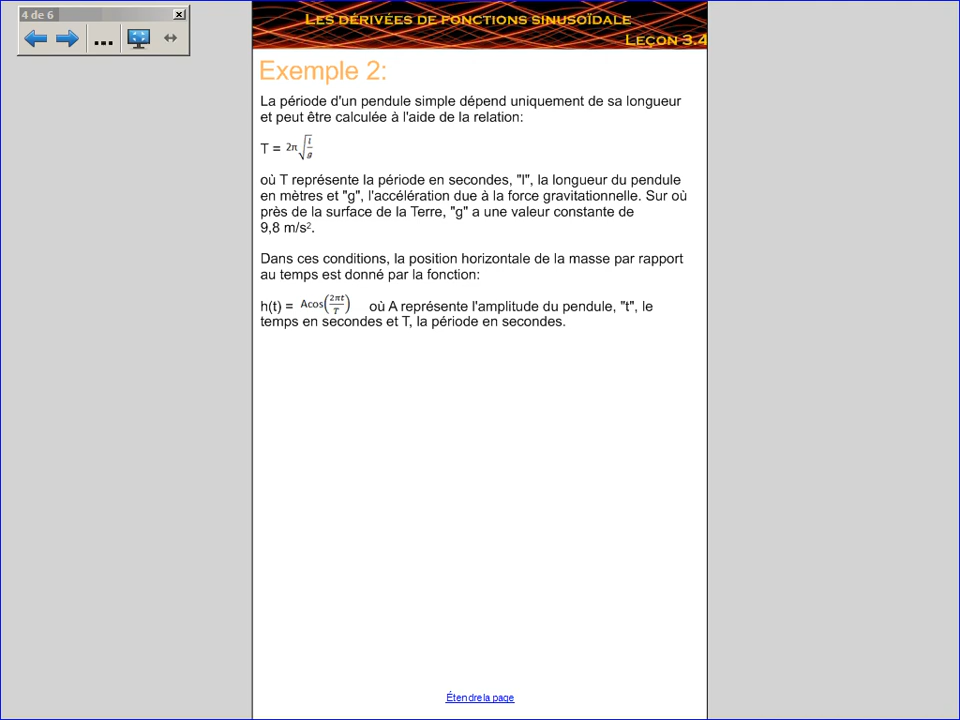 4 de 6
Les dérivées de fonctions sinusoïdale
Leçon 3.4
Exemple 2:
La période d'un pendule simple dépend uniquement de sa longueur
et peut être calculée à l'aide de la relation:
T = 2π√(l/g)
où T représente la période en secondes, "l", la longueur du pendule
en mètres et "g", l'accélération due à la force gravitationnelle. Sur où
près de la surface de la Terre, "g" a une valeur constante de
9,8 m/s².
Dans ces conditions, la position horizontale de la masse par rapport
au temps est donné par la fonction:
h(t) = Acos(2πt/T) où A représente l'amplitude du pendule, "t", le
temps en secondes et T, la période en secondes.
Étendre la page